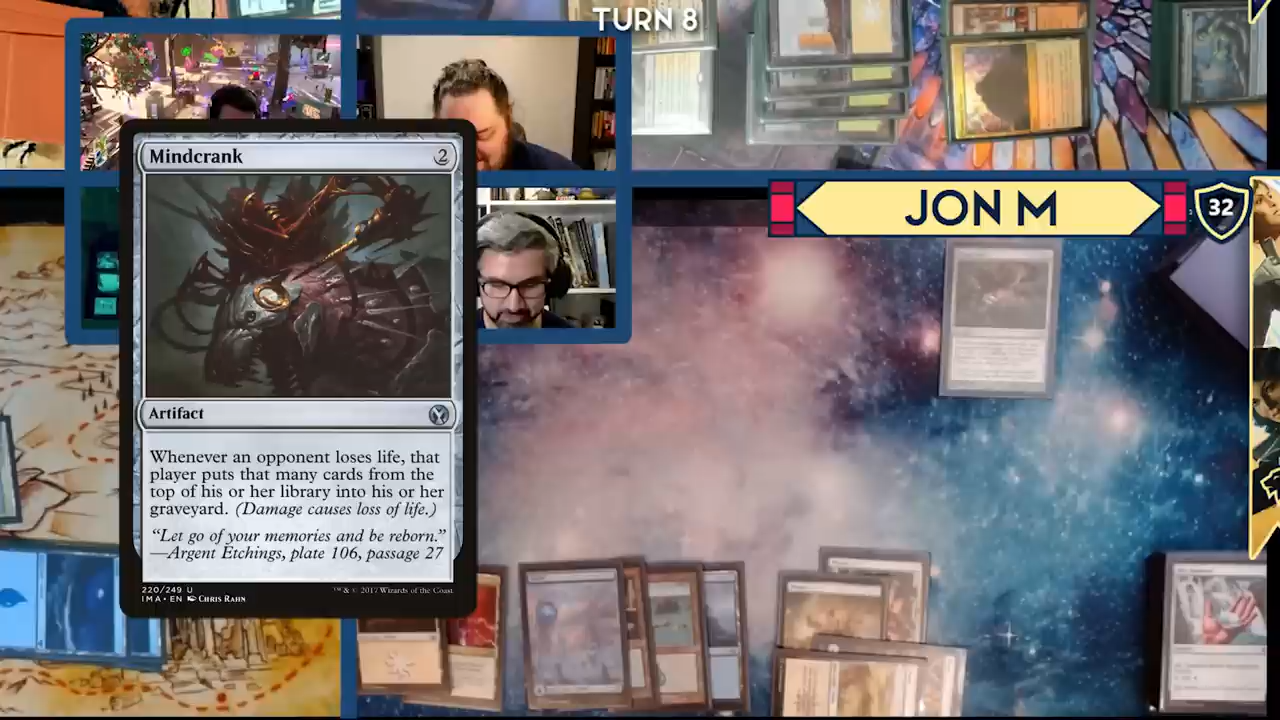 TURN 8
Mindcrank 2
JON M
32
Artifact
Whenever an opponent loses life, that
player puts that many cards from the
top of his or her library into his or her
graveyard. (Damage causes loss of life.)
“Let go of your memories and be reborn.”
—Argent Etchings, plate 106, passage 27
220/249 U
IMA • EN Chris Rahn
™ & © 2017 Wizards of the Coast